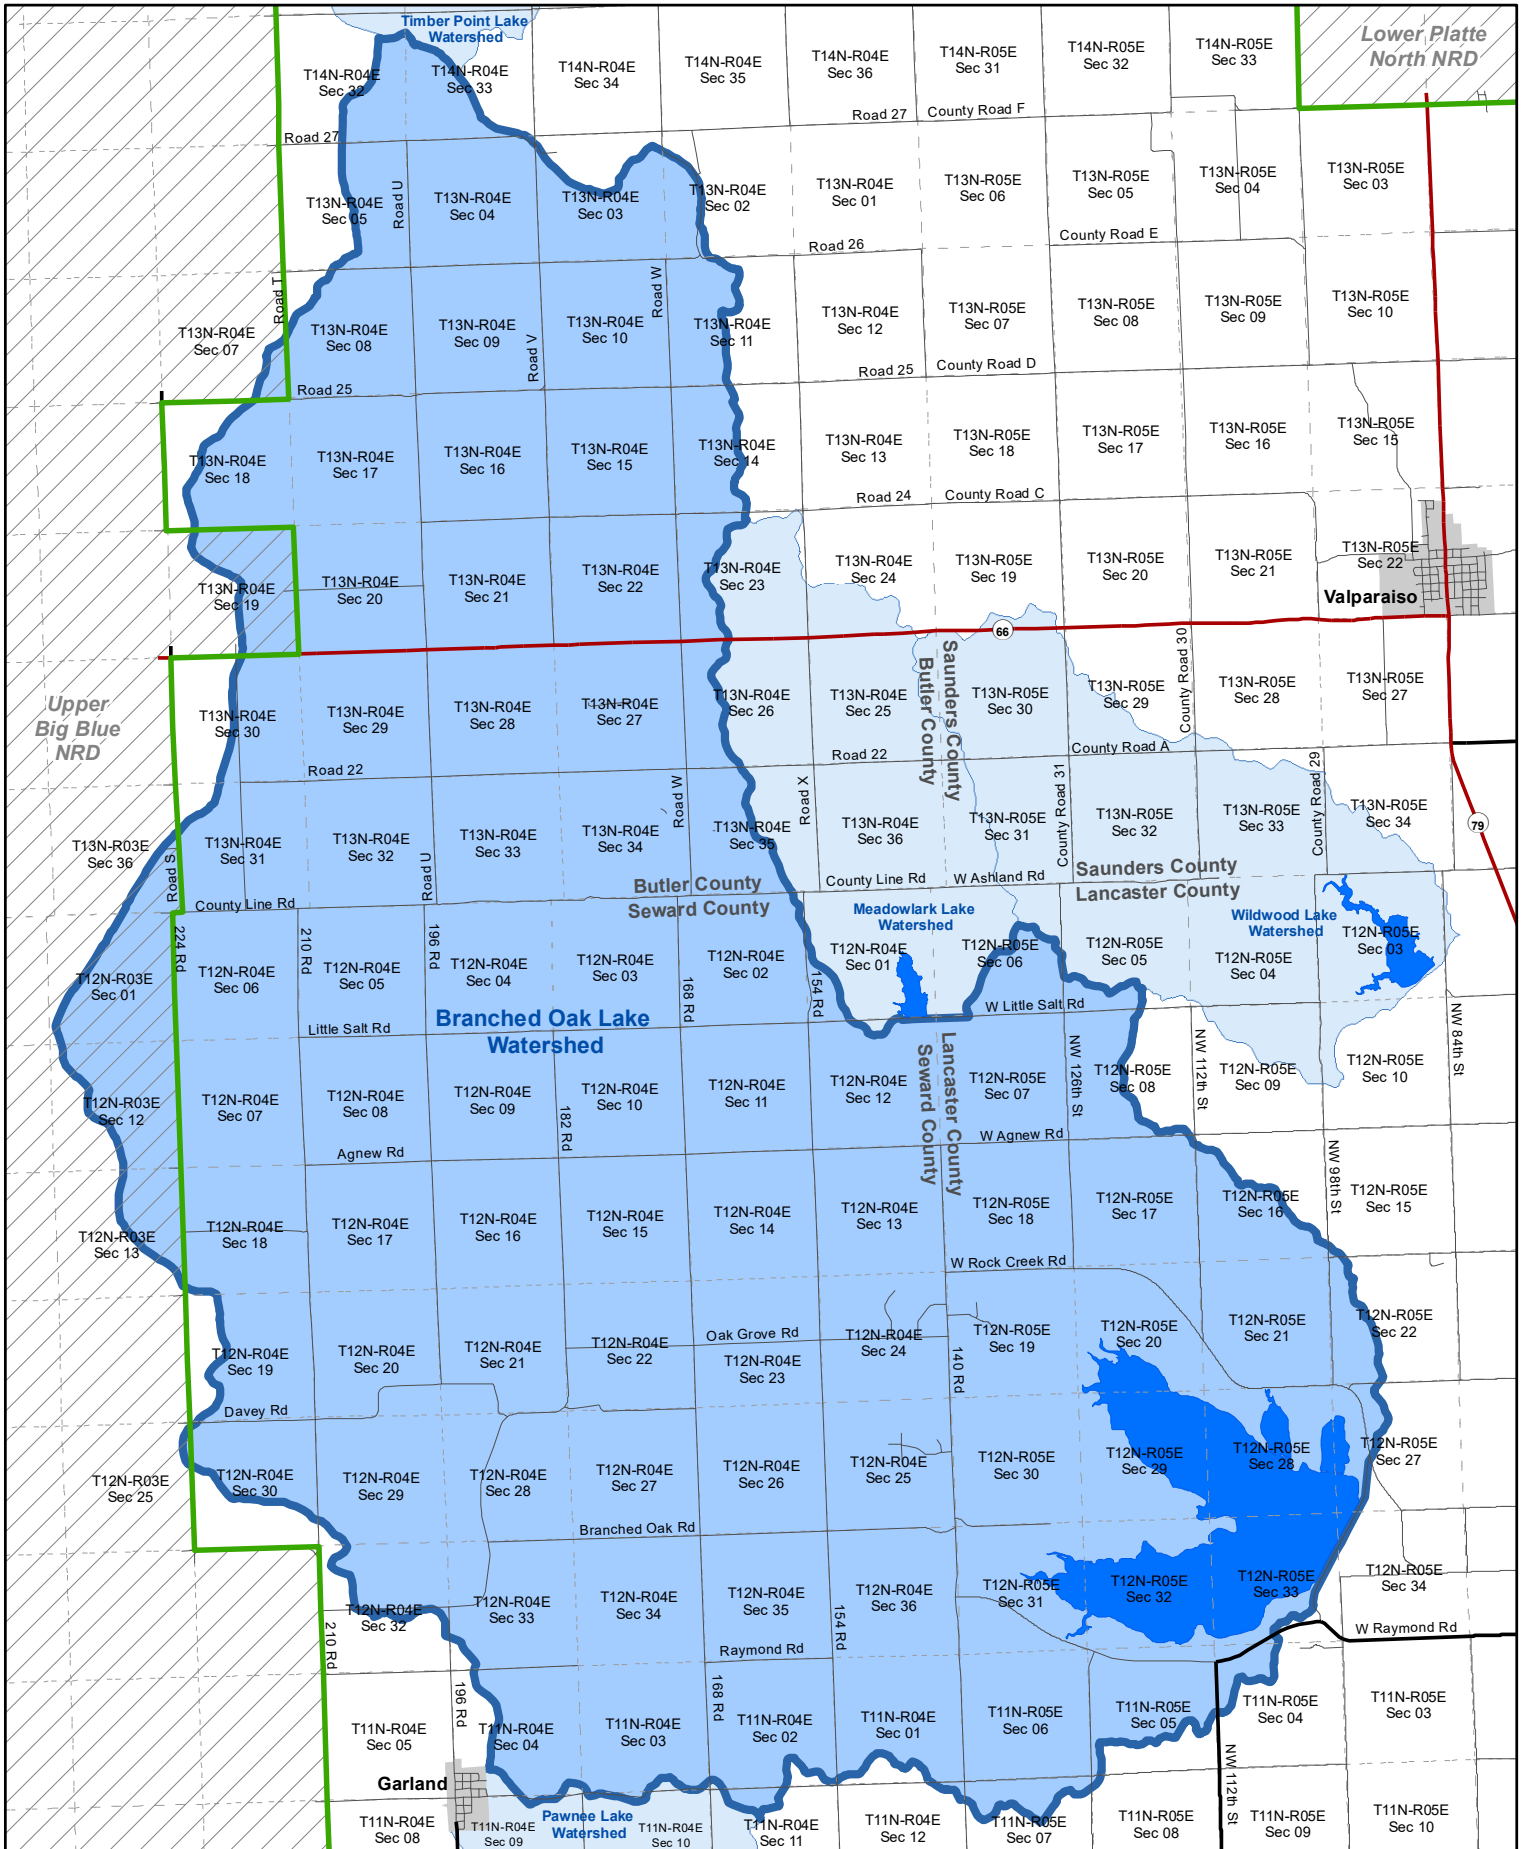 Timber Point Lake
Watershed
Lower Platte
North NRD
T14N-R04E
Sec 32
T14N-R04E
Sec 33
T14N-R04E
Sec 34
T14N-R04E
Sec 35
T14N-R04E
Sec 36
T14N-R05E
Sec 31
T14N-R05E
Sec 32
T14N-R05E
Sec 33
Road 27
Road 27
County Road F
T13N-R04E
Sec 05
Road U
T13N-R04E
Sec 04
T13N-R04E
Sec 03
T13N-R04E
Sec 02
T13N-R04E
Sec 01
T13N-R05E
Sec 06
T13N-R05E
Sec 05
T13N-R05E
Sec 04
T13N-R05E
Sec 03
Road 26
County Road E
Road T
Road W
T13N-R04E
Sec 07
T13N-R04E
Sec 08
T13N-R04E
Sec 09
Road V
T13N-R04E
Sec 10
T13N-R04E
Sec 11
T13N-R04E
Sec 12
T13N-R05E
Sec 07
T13N-R05E
Sec 08
T13N-R05E
Sec 09
T13N-R05E
Sec 10
Road 25
Road 25
County Road D
T13N-R04E
Sec 18
T13N-R04E
Sec 17
T13N-R04E
Sec 16
T13N-R04E
Sec 15
T13N-R04E
Sec 14
T13N-R04E
Sec 13
T13N-R05E
Sec 18
T13N-R05E
Sec 17
T13N-R05E
Sec 16
T13N-R05E
Sec 15
Road 24
County Road C
T13N-R04E
Sec 19
T13N-R04E
Sec 20
T13N-R04E
Sec 21
T13N-R04E
Sec 22
T13N-R04E
Sec 23
T13N-R04E
Sec 24
T13N-R05E
Sec 19
T13N-R05E
Sec 20
T13N-R05E
Sec 21
T13N-R05E
Sec 22
Valparaiso
66
Upper
Big Blue
NRD
T13N-R04E
Sec 30
T13N-R04E
Sec 29
T13N-R04E
Sec 28
T13N-R04E
Sec 27
T13N-R04E
Sec 26
T13N-R04E
Sec 25
Butler County
Saunders County
T13N-R05E
Sec 30
T13N-R05E
Sec 29
County Road 30
T13N-R05E
Sec 28
T13N-R05E
Sec 27
Road 22
Road 22
County Road A
T13N-R03E
Sec 36
Road S
T13N-R04E
Sec 31
T13N-R04E
Sec 32
Road U
T13N-R04E
Sec 33
T13N-R04E
Sec 34
Road W
T13N-R04E
Sec 35
Road X
T13N-R04E
Sec 36
T13N-R05E
Sec 31
County Road 31
T13N-R05E
Sec 32
T13N-R05E
Sec 33
County Road 29
T13N-R05E
Sec 34
79
County Line Rd
Butler County
Seward County
County Line Rd
W Ashland Rd
Saunders County
Lancaster County
Meadowlark Lake
Watershed
Wildwood Lake
Watershed
T12N-R03E
Sec 01
224 Rd
T12N-R04E
Sec 06
210 Rd
T12N-R04E
Sec 05
196 Rd
T12N-R04E
Sec 04
T12N-R04E
Sec 03
168 Rd
T12N-R04E
Sec 02
154 Rd
T12N-R04E
Sec 01
T12N-R05E
Sec 06
T12N-R05E
Sec 05
T12N-R05E
Sec 04
T12N-R05E
Sec 03
Little Salt Rd
W Little Salt Rd
Branched Oak Lake
Watershed
T12N-R03E
Sec 12
T12N-R04E
Sec 07
T12N-R04E
Sec 08
T12N-R04E
Sec 09
182 Rd
T12N-R04E
Sec 10
T12N-R04E
Sec 11
T12N-R04E
Sec 12
Seward County
Lancaster County
T12N-R05E
Sec 07
NW 126th St
T12N-R05E
Sec 08
NW 112th St
T12N-R05E
Sec 09
T12N-R05E
Sec 10
NW 84th St
Agnew Rd
W Agnew Rd
T12N-R03E
Sec 13
T12N-R04E
Sec 18
T12N-R04E
Sec 17
T12N-R04E
Sec 16
T12N-R04E
Sec 15
T12N-R04E
Sec 14
T12N-R04E
Sec 13
T12N-R05E
Sec 18
T12N-R05E
Sec 17
T12N-R05E
Sec 16
NW 98th St
T12N-R05E
Sec 15
W Rock Creek Rd
T12N-R04E
Sec 19
T12N-R04E
Sec 20
T12N-R04E
Sec 21
T12N-R04E
Sec 22
Oak Grove Rd
T12N-R04E
Sec 23
T12N-R04E
Sec 24
140 Rd
T12N-R05E
Sec 19
T12N-R05E
Sec 20
T12N-R05E
Sec 21
T12N-R05E
Sec 22
Davey Rd
T12N-R03E
Sec 25
T12N-R04E
Sec 30
T12N-R04E
Sec 29
T12N-R04E
Sec 28
T12N-R04E
Sec 27
T12N-R04E
Sec 26
T12N-R04E
Sec 25
T12N-R05E
Sec 30
T12N-R05E
Sec 29
T12N-R05E
Sec 28
T12N-R05E
Sec 27
Branched Oak Rd
T12N-R04E
Sec 32
T12N-R04E
Sec 33
T12N-R04E
Sec 34
T12N-R04E
Sec 35
154 Rd
T12N-R04E
Sec 36
T12N-R05E
Sec 31
T12N-R05E
Sec 32
T12N-R05E
Sec 33
T12N-R05E
Sec 34
210 Rd
Raymond Rd
W Raymond Rd
T11N-R04E
Sec 05
196 Rd
T11N-R04E
Sec 04
T11N-R04E
Sec 03
168 Rd
T11N-R04E
Sec 02
T11N-R04E
Sec 01
T11N-R05E
Sec 06
T11N-R05E
Sec 05
T11N-R05E
Sec 04
T11N-R05E
Sec 03
Garland
NW 112th St
T11N-R04E
Sec 08
T11N-R04E
Sec 09
Pawnee Lake
Watershed
T11N-R04E
Sec 10
T11N-R04E
Sec 11
T11N-R04E
Sec 12
T11N-R05E
Sec 07
T11N-R05E
Sec 08
T11N-R05E
Sec 09
T11N-R05E
Sec 10